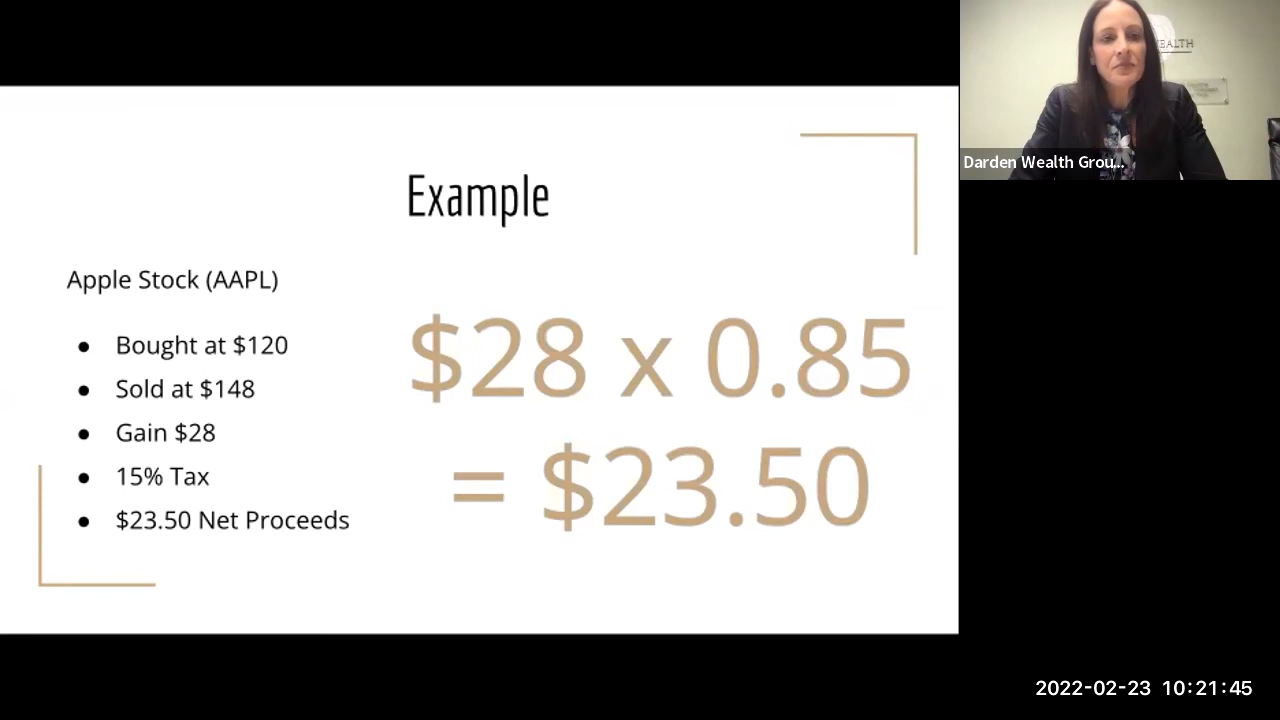 Example
Apple Stock (AAPL)
● Bought at $120
● Sold at $148
● Gain $28
● 15% Tax
● $23.50 Net Proceeds
$28 x 0.85
= $23.50
EALTH
Darden Wealth Grou...
2022-02-23 10:21:45